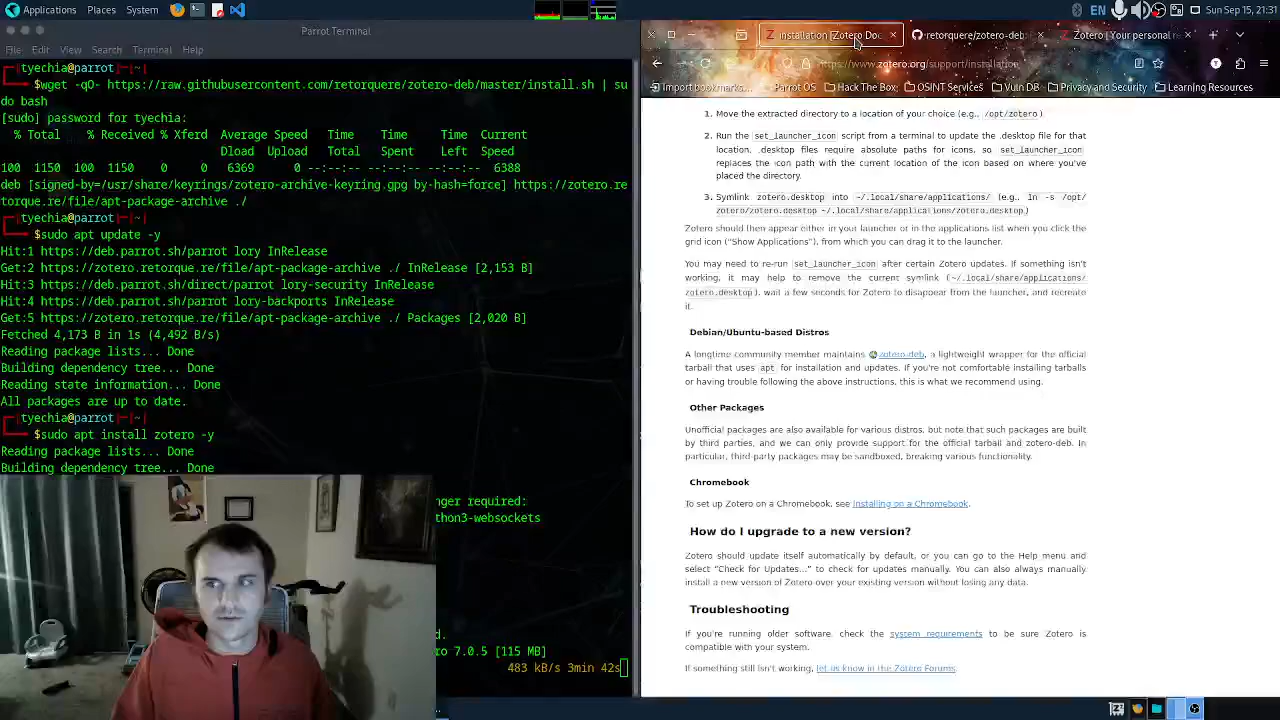 Applications Places System
EN Sun Sep 15, 21:31
Parrot Terminal
File Edit View Search Terminal Help
tyechia@parrot ~
$wget -qO- https://raw.githubusercontent.com/retorquere/zotero-deb/master/install.sh | su
do bash
[sudo] password for tyechia:
% Total % Received % Xferd Average Speed Time Time Time Current
Dload Upload Total Spent Left Speed
100 1150 100 1150 0 0 6369 0 --:--:-- --:--:-- --:--:-- 6388
deb [signed-by=/usr/share/keyrings/zotero-archive-keyring.gpg by-hash=force] https://zotero.re
torque.re/file/apt-package-archive ./
tyechia@parrot ~
$sudo apt update -y
Hit:1 https://deb.parrot.sh/parrot lory InRelease
Get:2 https://zotero.retorque.re/file/apt-package-archive ./ InRelease [2,153 B]
Hit:3 https://deb.parrot.sh/direct/parrot lory-security InRelease
Hit:4 https://deb.parrot.sh/parrot lory-backports InRelease
Get:5 https://zotero.retorque.re/file/apt-package-archive ./ Packages [2,020 B]
Fetched 4,173 B in 1s (4,492 B/s)
Reading package lists... Done
Building dependency tree... Done
Reading state information... Done
All packages are up to date.
tyechia@parrot ~
$sudo apt install zotero -y
Reading package lists... Done
Building dependency tree... Done
nger required:
thon3-websockets
d.
ro 7.0.5 [115 MB]
483 kB/s 3min 42s
installation [Zotero Doc
retorquere/zotero-deb:
Zotero | Your personal re
https://www.zotero.org/support/installation
Import bookmarks... Parrot OS Hack The Box OSINT Services Vuln DB Privacy and Security Learning Resources
1. Move the extracted directory to a location of your choice (e.g., /opt/zotero)
2. Run the set_launcher_icon script from a terminal to update the .desktop file for that
location. .desktop files require absolute paths for icons, so set_launcher_icon
replaces the icon path with the current location of the icon based on where you've
placed the directory.
3. Symlink zotero.desktop into ~/.local/share/applications/ (e.g., ln -s /opt/
zotero/zotero.desktop ~/.local/share/applications/zotero.desktop)
Zotero should then appear either in your launcher or in the applications list when you click the
grid icon (“Show Applications”), from which you can drag it to the launcher.
You may need to re-run set_launcher_icon after certain Zotero updates. If something isn't
working, it may help to remove the current symlink (~/.local/share/applications/
zotero.desktop), wait a few seconds for Zotero to disappear from the launcher, and recreate
it.
Debian/Ubuntu-based Distros
A longtime community member maintains zotero-deb, a lightweight wrapper for the official
tarball that uses apt for installation and updates. If you're not comfortable installing tarballs
or having trouble following the above instructions, this is what we recommend using.
Other Packages
Unofficial packages are also available for various distros, but note that such packages are built
by third parties, and we can only provide support for the official tarball and zotero-deb. In
particular, third-party packages may be sandboxed, breaking various functionality.
Chromebook
To set up Zotero on a Chromebook, see Installing on a Chromebook.
How do I upgrade to a new version?
Zotero should update itself automatically by default, or you can go to the Help menu and
select “Check for Updates...” to check for updates manually. You can also always manually
install a new version of Zotero over your existing version without losing any data.
Troubleshooting
If you're running older software, check the system requirements to be sure Zotero is
compatible with your system.
If something still isn't working, let us know in the Zotero Forums.